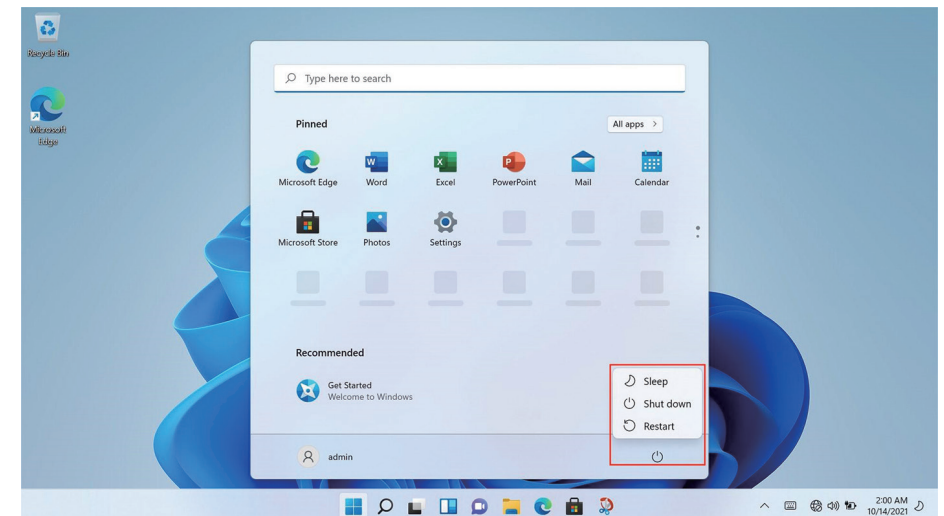 Recycle Bin
Microsoft
Edge
Type here to search
Pinned
All apps >
Microsoft Edge
Word
Excel
PowerPoint
Mail
Calendar
Microsoft Store
Photos
Settings
Recommended
Get Started
Welcome to Windows
Sleep
Shut down
Restart
admin
2:00 AM
10/14/2021